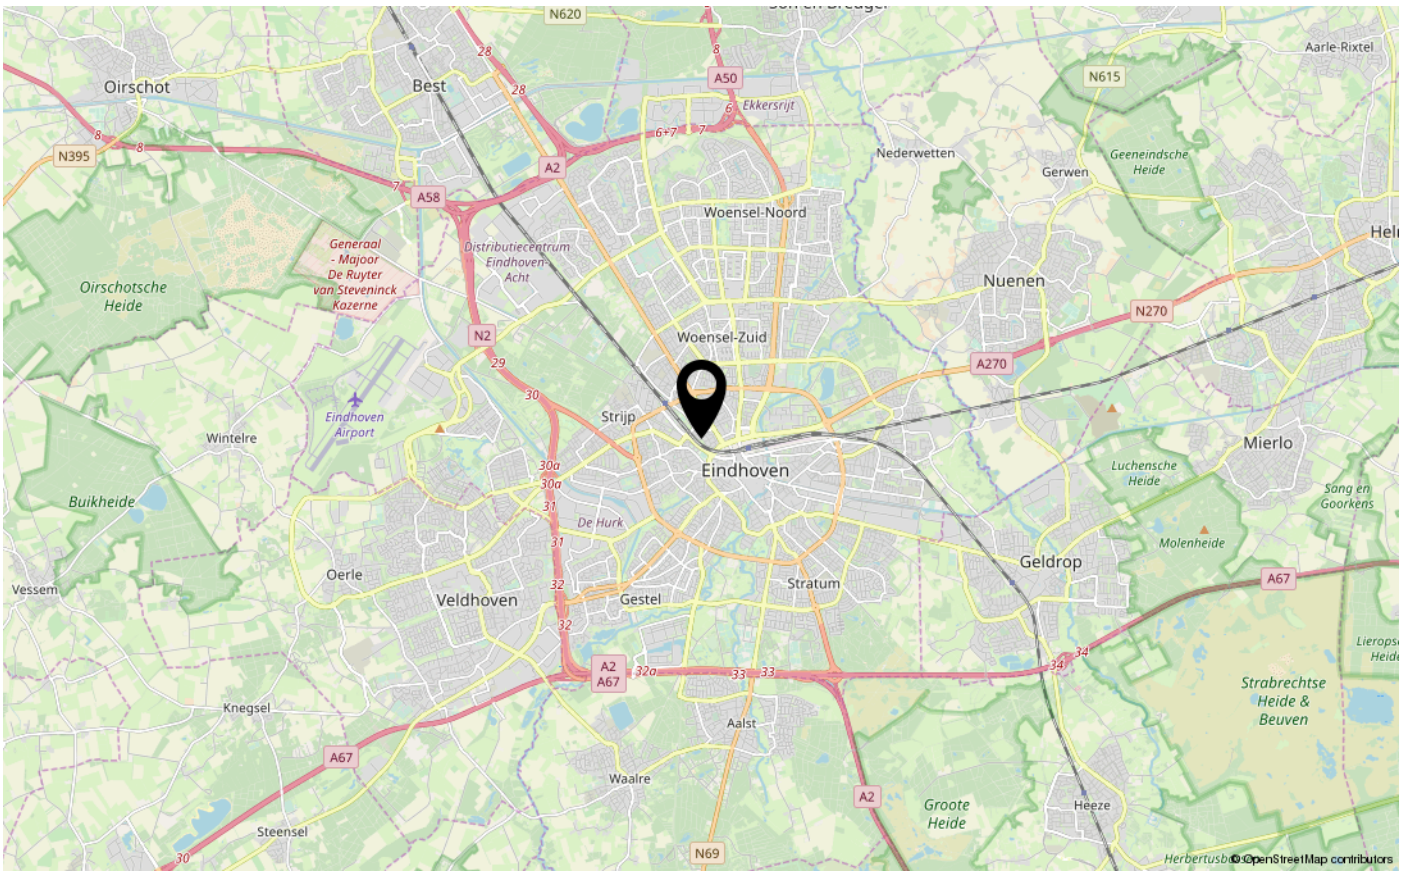 Son en Breugel
N620
28
8
Aarle-Rixtel
A50
N615
Oirschot
Best
28
6
Ekkersrijt
8
8
6+7
7
N395
A2
Nederwetten
Geeneindsche
Heide
Gerwen
7
A58
Woensel-Noord
Generaal
- Majoor
De Ruyter
van Steveninck
Kazerne
Distributiecentrum
Eindhoven-
Acht
Oirschotsche
Heide
Nuenen
N270
N2
Woensel-Zuid
29
A270
30
Eindhoven
Airport
Strijp
Wintelre
Mierlo
30a
Eindhoven
Luchensche
Heide
30a
Buikheide
31
Sang en
Goorkens
De Hurk
31
Molenheide
Geldrop
Oerle
32
Stratum
A67
Vessem
Veldhoven
Gestel
32
34
34
A2
A67
32a
33
33
Strabrechtse
Heide &
Beuven
Knegsel
Aalst
A67
Waalre
A2
Groote
Heide
Heeze
Steensel
N69
30
© OpenStreetMap contributors